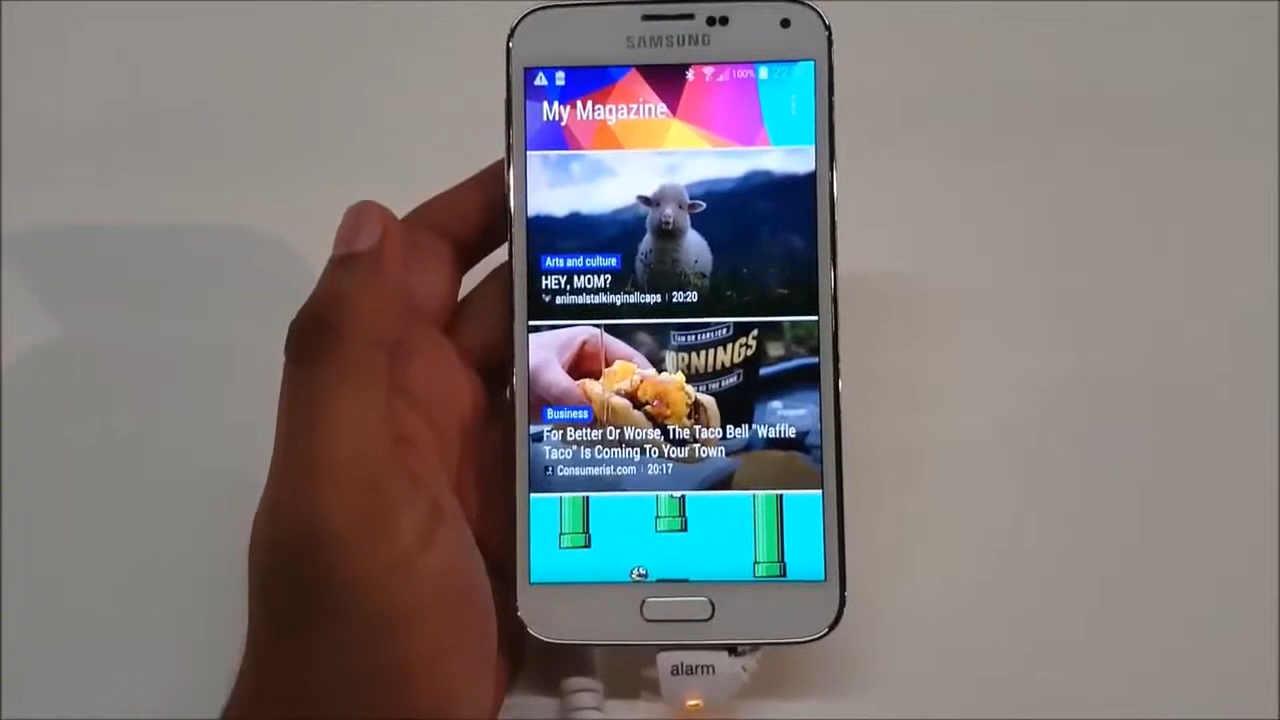 SAMSUNG
100%
My Magazine
Arts and culture
HEY, MOM?
animalstalkinginallcaps | 20:20
MORNINGS
Business
For Better Or Worse, The Taco Bell "Waffle
Taco" Is Coming To Your Town
Consumerist.com | 20:17
alarm